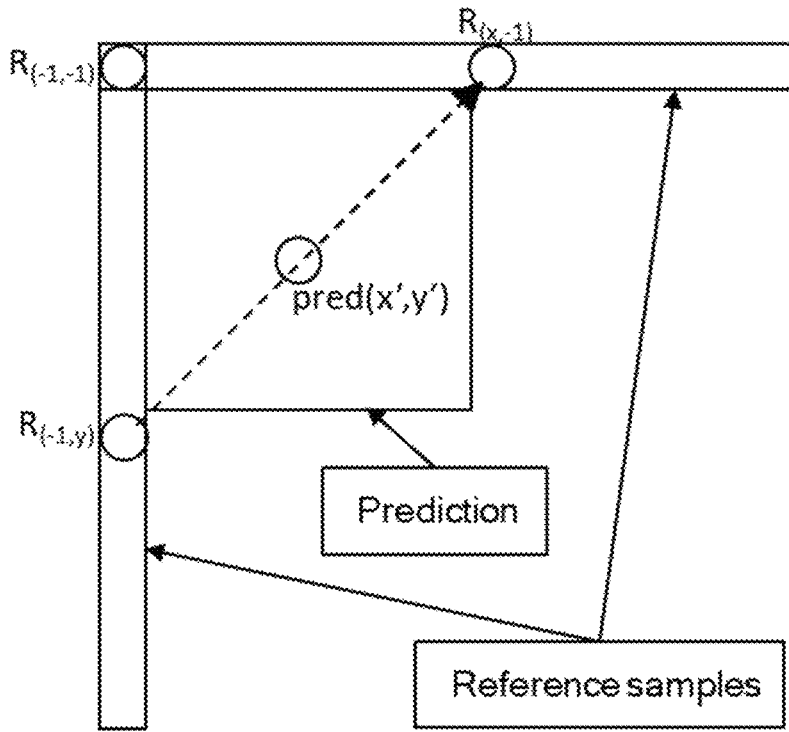 R(x,-1)
R(-1,-1)
pred(x′,y′)
R(-1,y)
Prediction
Reference samples